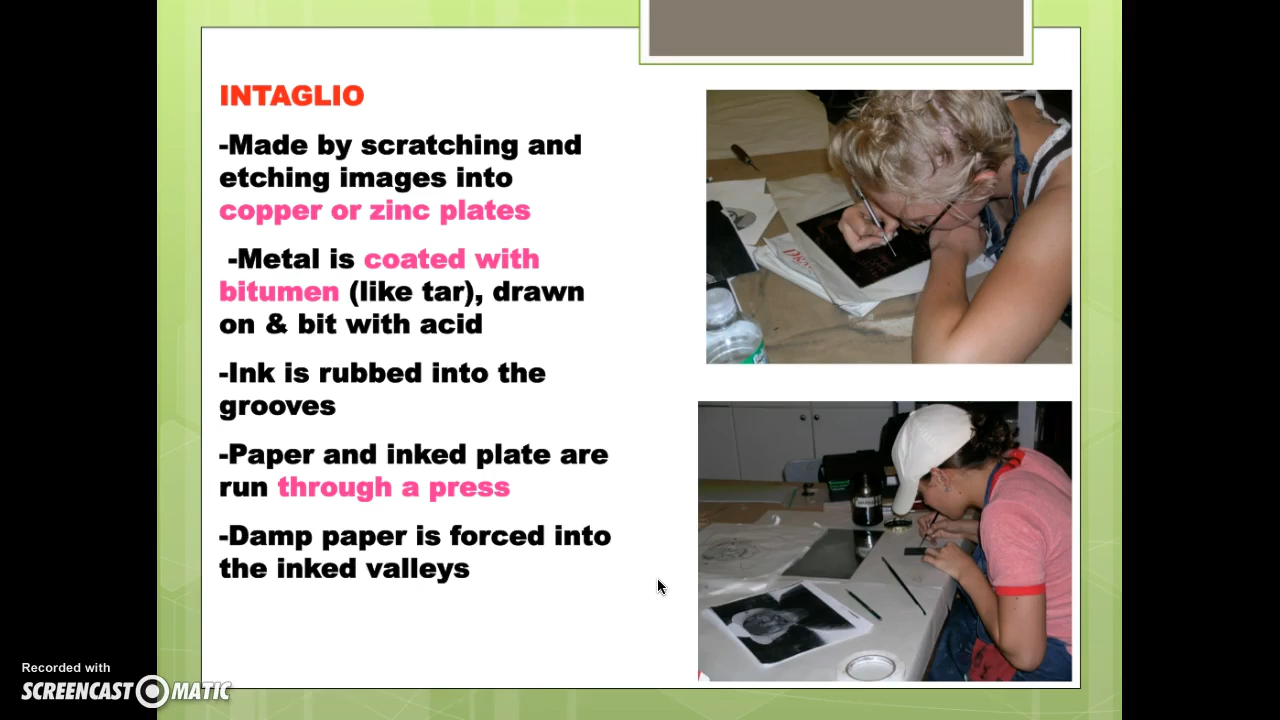 INTAGLIO
-Made by scratching and
etching images into
copper or zinc plates
-Metal is coated with
bitumen (like tar), drawn
on & bit with acid
-Ink is rubbed into the
grooves
-Paper and inked plate are
run through a press
-Damp paper is forced into
the inked valleys
Recorded with
SCREENCAST MATIC